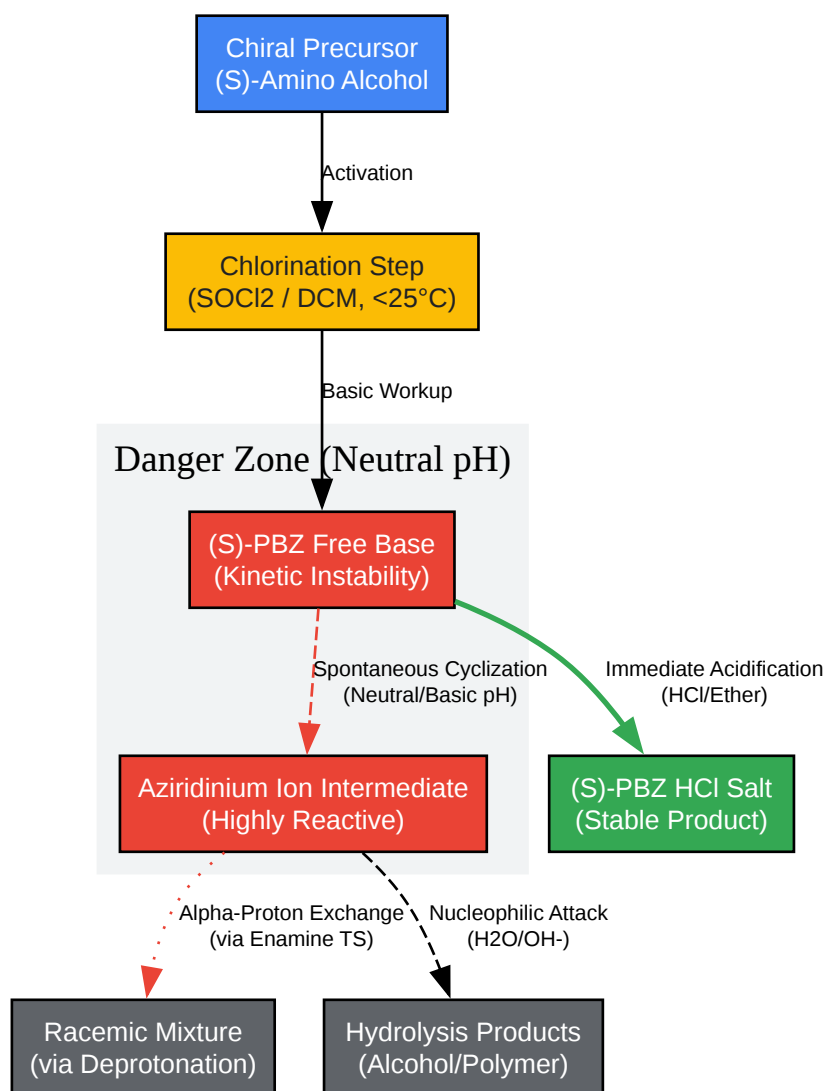 Chiral Precursor
(S)-Amino Alcohol
Activation
Chlorination Step
(SOCl2 / DCM, <25°C)
Basic Workup
Danger Zone (Neutral pH)
(S)-PBZ Free Base
(Kinetic Instability)
Spontaneous Cyclization
(Neutral/Basic pH)
Immediate Acidification
(HCl/Ether)
Aziridinium Ion Intermediate
(Highly Reactive)
(S)-PBZ HCl Salt
(Stable Product)
Alpha-Proton Exchange
(via Enamine TS)
Nucleophilic Attack
(H2O/OH-)
Racemic Mixture
(via Deprotonation)
Hydrolysis Products
(Alcohol/Polymer)